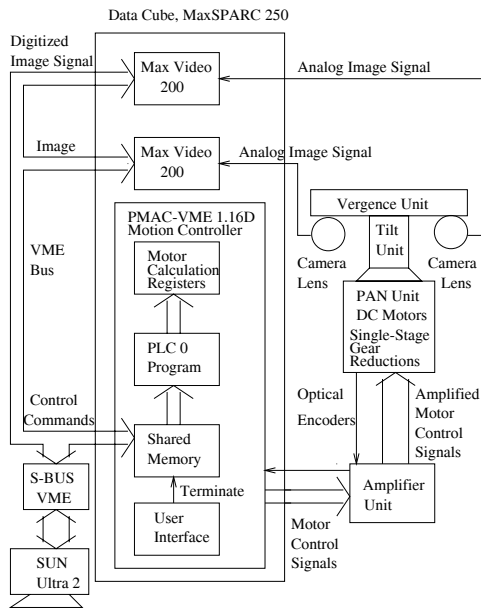 Data Cube, MaxSPARC 250
Digitized
Image Signal
Max Video
200
Analog Image Signal
Image
Max Video
200
Analog Image Signal
Vergence Unit
Tilt
Unit
Camera
Lens
Camera
Lens
PMAC-VME 1.16D
Motion Controller
Motor
Calculation
Registers
VME
Bus
PAN Unit
DC Motors
Single-Stage
Gear
Reductions
PLC 0
Program
Control
Commands
Optical
Encoders
Amplified
Motor
Control
Signals
Shared
Memory
S-BUS
VME
Terminate
User
Interface
Amplifier
Unit
Motor
Control
Signals
SUN
Ultra 2